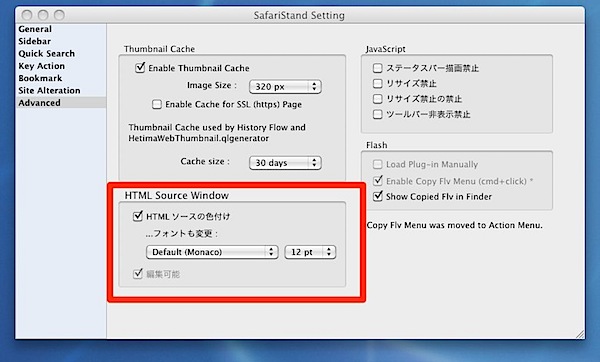 SafariStand Setting
General
Sidebar
Quick Search
Key Action
Bookmark
Site Alteration
Advanced
Thumbnail Cache
Enable Thumbnail Cache
Image Size : 320 px
Enable Cache for SSL (https) Page
Thumbnail Cache used by History Flow and
HetimaWebThumbnail.qlgenerator
Cache size : 30 days
HTML Source Window
HTML ソースの色付け
...フォントも変更 :
Default (Monaco) 12 pt
編集可能
JavaScript
ステータスバー描画禁止
リサイズ禁止
リサイズ禁止の禁止
ツールバー非表示禁止
Flash
Load Plug-in Manually
Enable Copy Flv Menu (cmd+click) *
Show Copied Flv in Finder
Copy Flv Menu was moved to Action Menu.